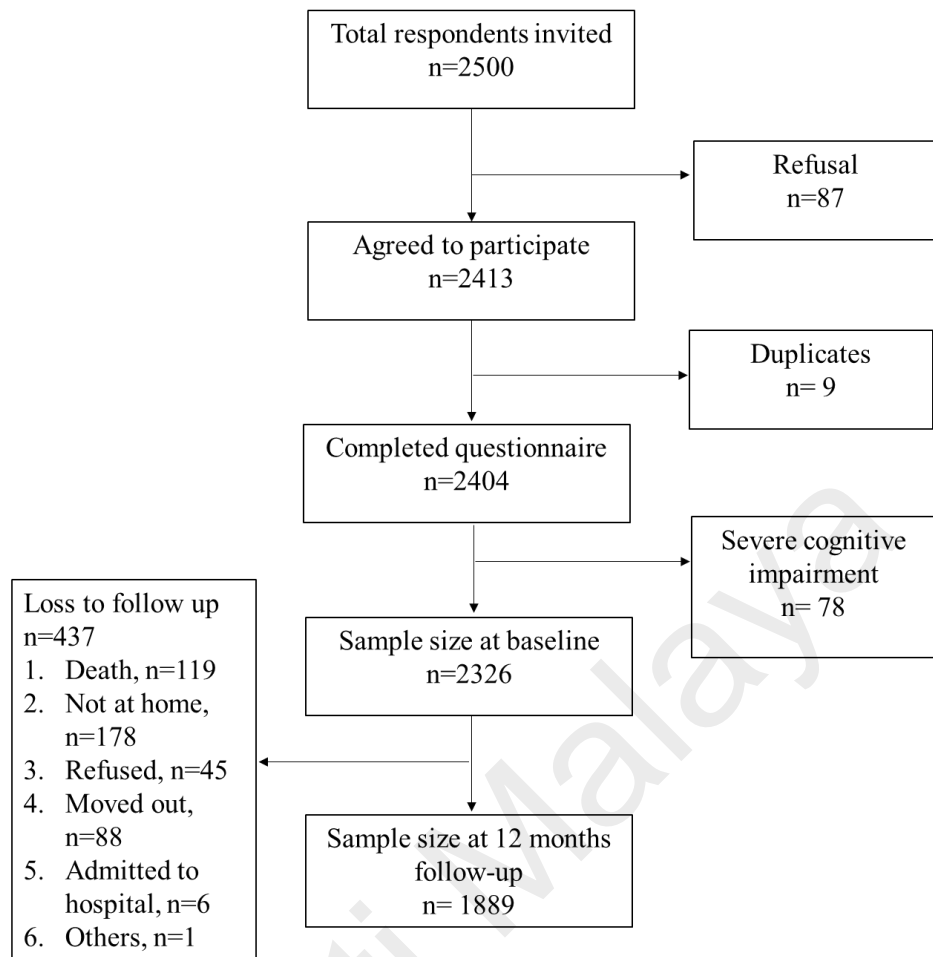 Total respondents invited
n=2500
Refusal
n=87
Agreed to participate
n=2413
Duplicates
n= 9
Completed questionnaire
n=2404
Severe cognitive
impairment
n= 78
Loss to follow up
n=437
1. Death, n=119
2. Not at home,
n=178
3. Refused, n=45
4. Moved out,
n=88
5. Admitted to
hospital, n=6
6. Others, n=1
Sample size at baseline
n=2326
Sample size at 12 months
follow-up
n= 1889
ti Malaya